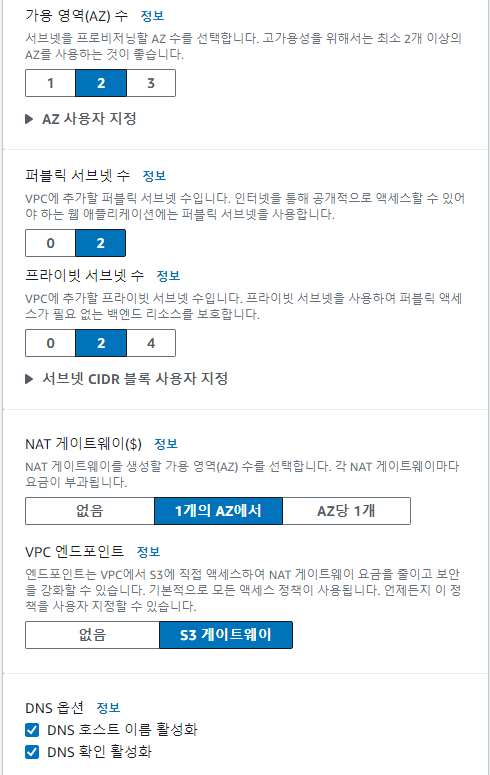 가용 영역(AZ) 수 정보
서브넷을 프로비저닝할 AZ 수를 선택합니다. 고가용성을 위해서는 최소 2개 이상의
AZ를 사용하는 것이 좋습니다.
1 2 3
▶ AZ 사용자 지정
퍼블릭 서브넷 수 정보
VPC에 추가할 퍼블릭 서브넷 수입니다. 인터넷을 통해 공개적으로 액세스할 수 있어
야 하는 웹 애플리케이션에는 퍼블릭 서브넷을 사용합니다.
0 2
프라이빗 서브넷 수 정보
VPC에 추가할 프라이빗 서브넷 수입니다. 프라이빗 서브넷을 사용하여 퍼블릭 액세
스가 필요 없는 백엔드 리소스를 보호합니다.
0 2 4
▶ 서브넷 CIDR 블록 사용자 지정
NAT 게이트웨이($) 정보
NAT 게이트웨이를 생성할 가용 영역(AZ) 수를 선택합니다. 각 NAT 게이트웨이마다
요금이 부과됩니다.
없음 1개의 AZ에서 AZ당 1개
VPC 엔드포인트 정보
엔드포인트는 VPC에서 S3에 직접 액세스하여 NAT 게이트웨이 요금을 줄이고 보안
을 강화할 수 있습니다. 기본적으로 모든 액세스 정책이 사용됩니다. 언제든지 이 정
책을 사용자 지정할 수 있습니다.
없음 S3 게이트웨이
DNS 옵션 정보
DNS 호스트 이름 활성화
DNS 확인 활성화